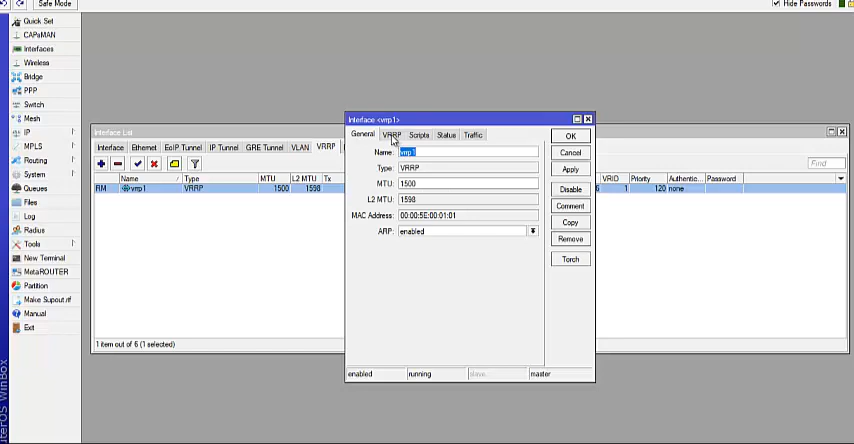 Safe Mode
Hide Passwords
Quick Set
CAPsMAN
Interfaces
Wireless
Bridge
PPP
Switch
Mesh
IP
MPLS
Routing
System
Queues
Files
Log
Radius
Tools
New Terminal
MetaROUTER
Partition
Make Supout.rif
Manual
Exit
uterOS WinBox
Interface List
Interface Ethernet EoIP Tunnel IP Tunnel GRE Tunnel VLAN VRRP
Find
Name Type MTU L2 MTU Tx VRID Priority Authentic... Password
RM vrrp1 VRRP 1500 1598 1 120 none
1 item out of 6 (1 selected)
Interface <vrrp1>
General VRRP Scripts Status Traffic
Name: vrrp1
Type: VRRP
MTU: 1500
L2 MTU: 1598
MAC Address: 00:00:5E:00:01:01
ARP: enabled
OK
Cancel
Apply
Disable
Comment
Copy
Remove
Torch
enabled running slave master